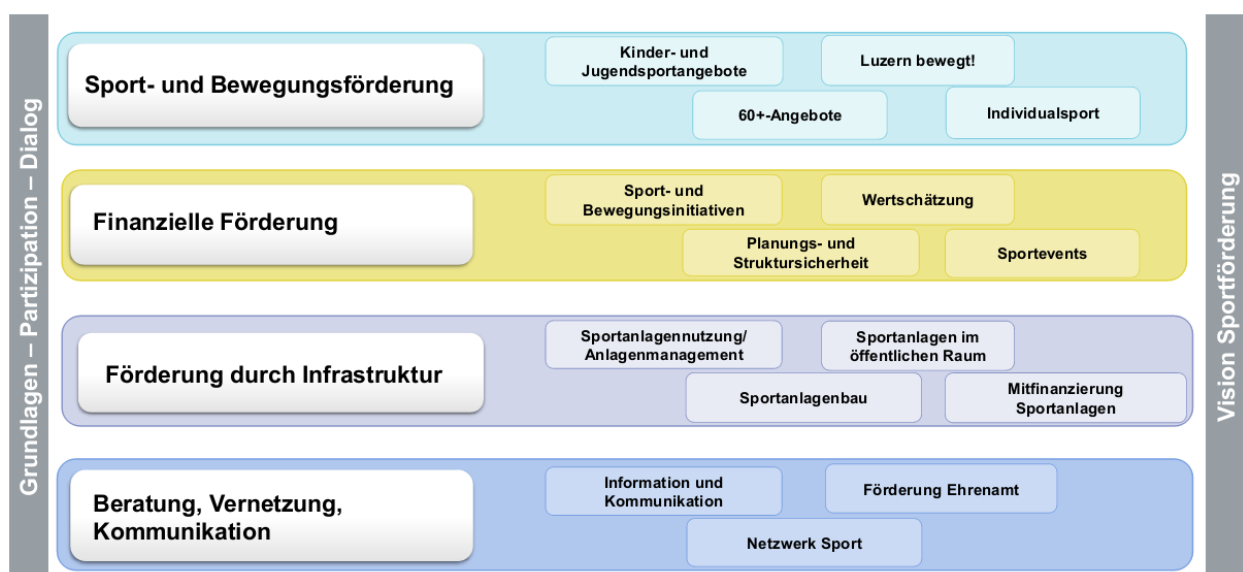 Grundlagen – Partizipation – Dialog
Sport- und Bewegungsförderung
Kinder- und
Jugendsportangebote
Luzern bewegt!
60+-Angebote
Individualsport
Finanzielle Förderung
Sport- und
Bewegungsinitiativen
Wertschätzung
Planungs- und
Struktursicherheit
Sportevents
Förderung durch Infrastruktur
Sportanlagennutzung/
Anlagenmanagement
Sportanlagen im
öffentlichen Raum
Sportanlagenbau
Mitfinanzierung
Sportanlagen
Beratung, Vernetzung,
Kommunikation
Information und
Kommunikation
Förderung Ehrenamt
Netzwerk Sport
Vision Sportförderung